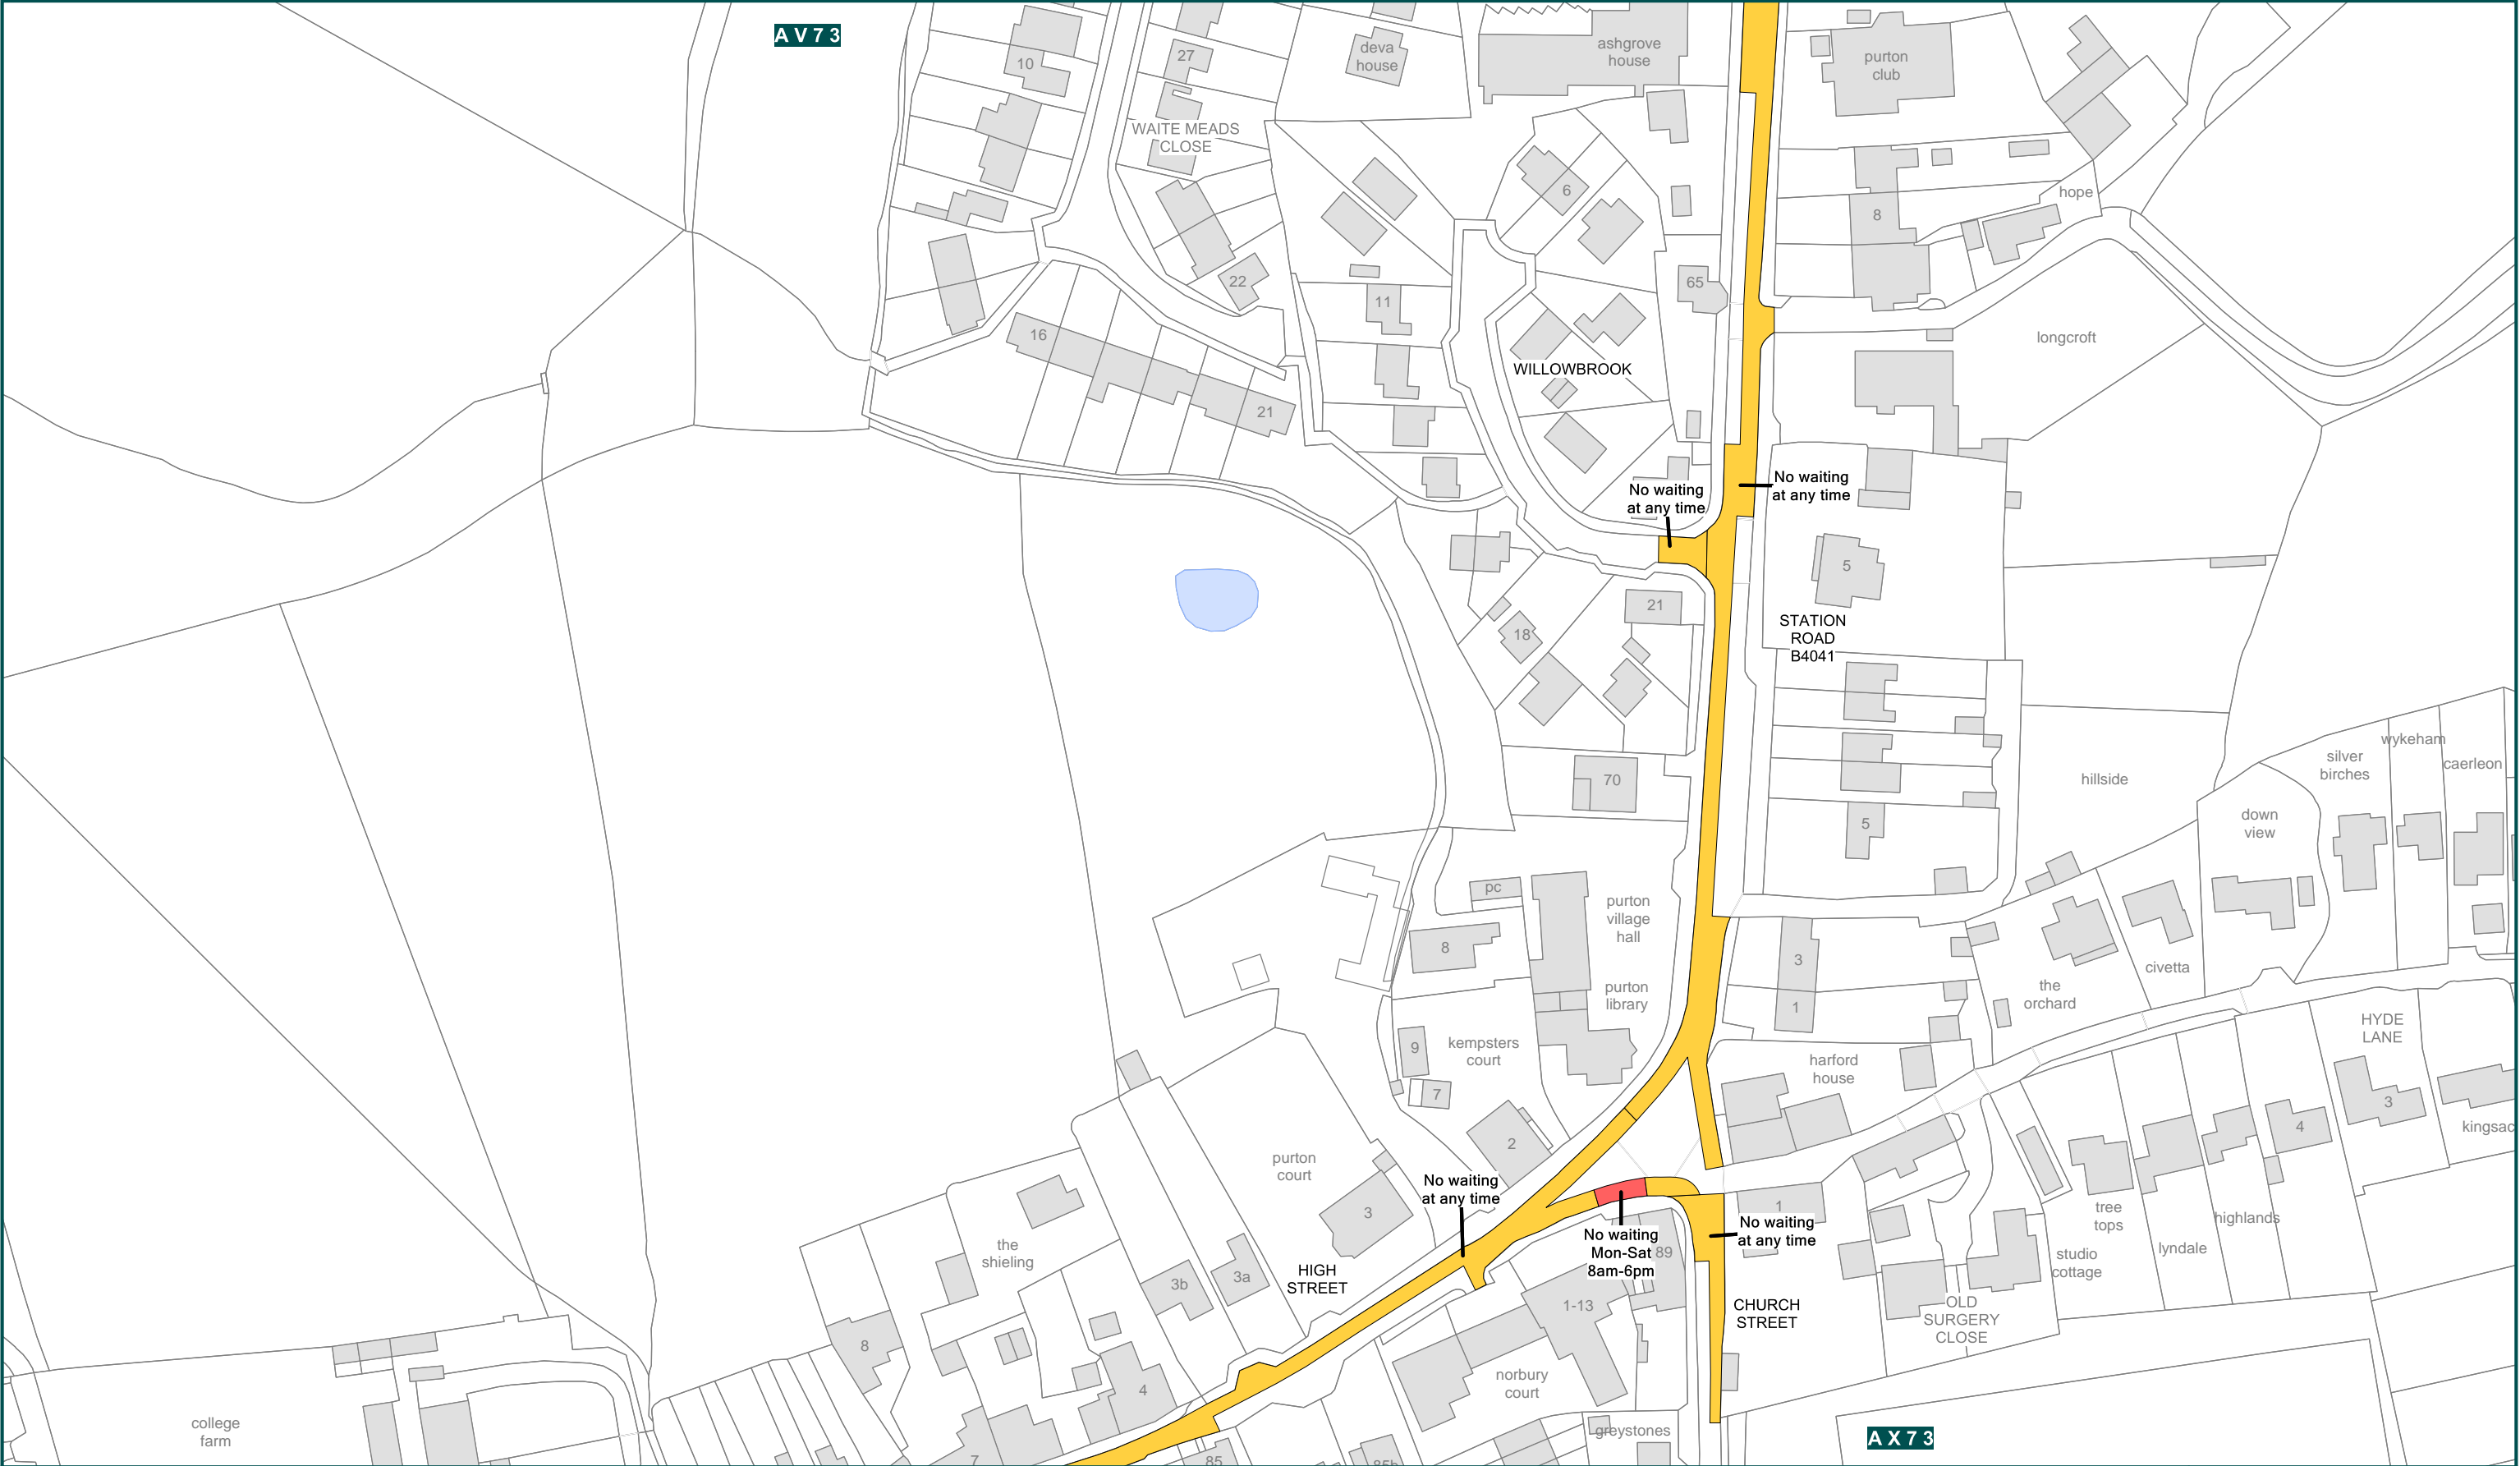 AV73
10
27
deva
house
ashgrove
house
purton
club
WAITE MEADS
CLOSE
6
hope
8
22
11
65
16
longcroft
WILLOWBROOK
21
No waiting
at any time
No waiting
at any time
5
21
STATION
ROAD
B4041
18
wykeham
silver
birches
caerleon
70
hillside
5
down
view
pc
purton
village
hall
8
3
civetta
purton
library
the
orchard
1
HYDE
LANE
9
kempsters
court
harford
house
7
3
2
4
kingsac
purton
court
No waiting
at any time
3
1
tree
tops
highlands
No waiting
at any time
No waiting
Mon-Sat
8am-6pm
89
the
shieling
lyndale
studio
cottage
HIGH
STREET
3b
3a
1-13
CHURCH
STREET
OLD
SURGERY
CLOSE
8
4
norbury
court
college
farm
greystones
AX73
7
85
85b